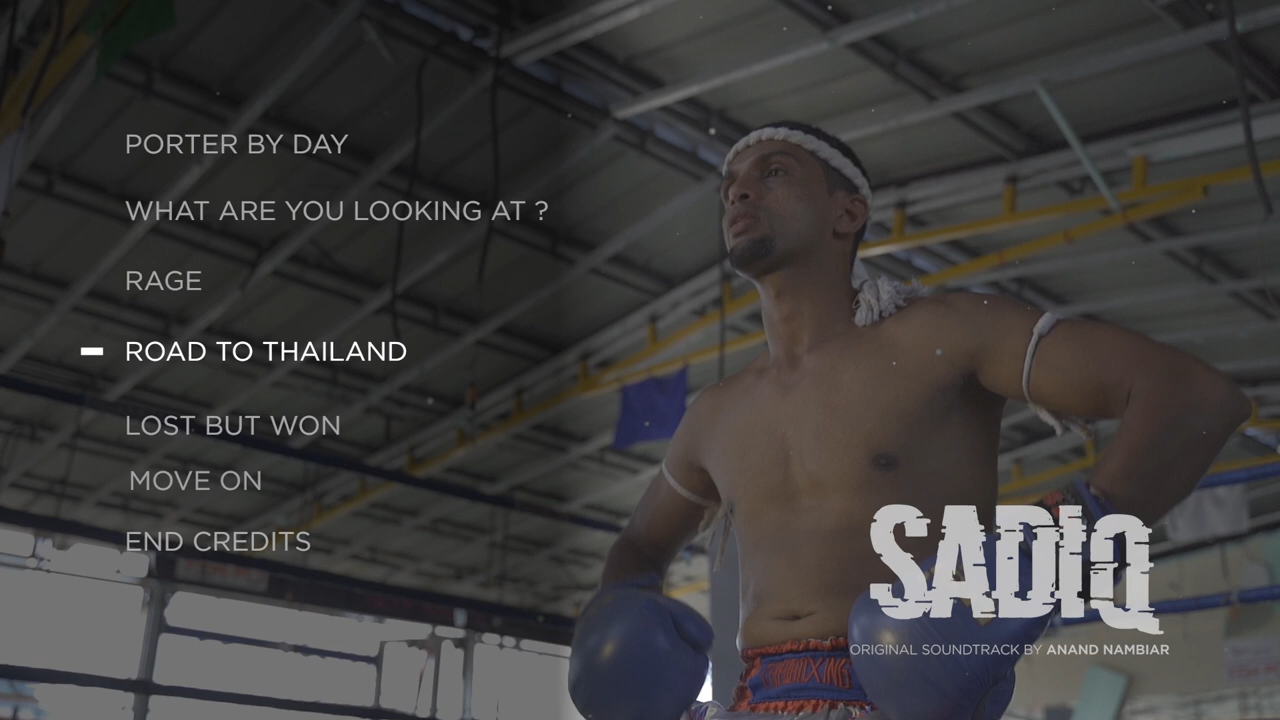 PORTER BY DAY
WHAT ARE YOU LOOKING AT ?
RAGE
ROAD TO THAILAND
LOST BUT WON
MOVE ON
END CREDITS
SADIQ
ORIGINAL SOUNDTRACK BY ANAND NAMBIAR